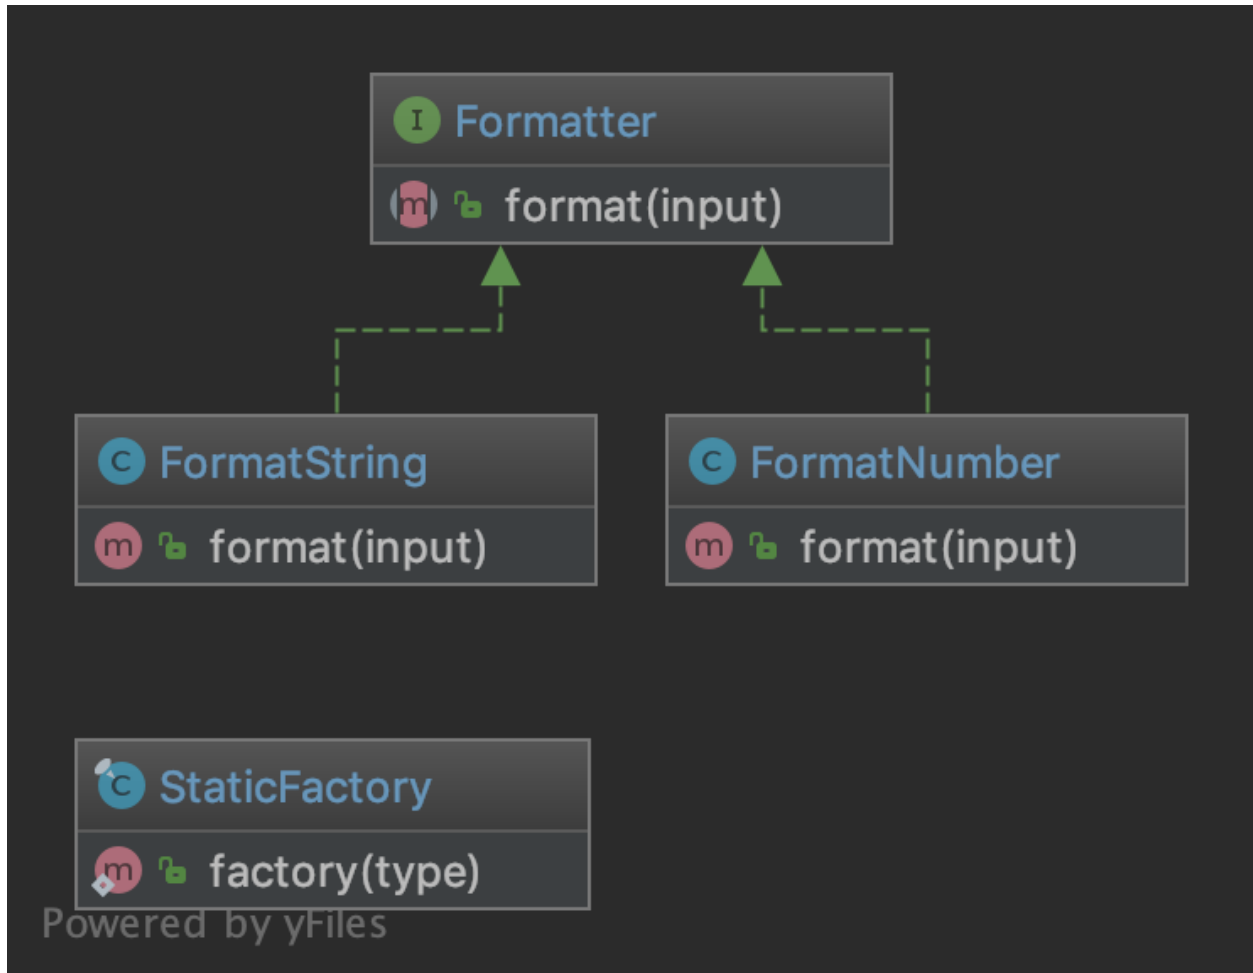 I Formatter
m format(input)
C FormatString
m format(input)
C FormatNumber
m format(input)
C StaticFactory
m factory(type)
Powered by yFiles